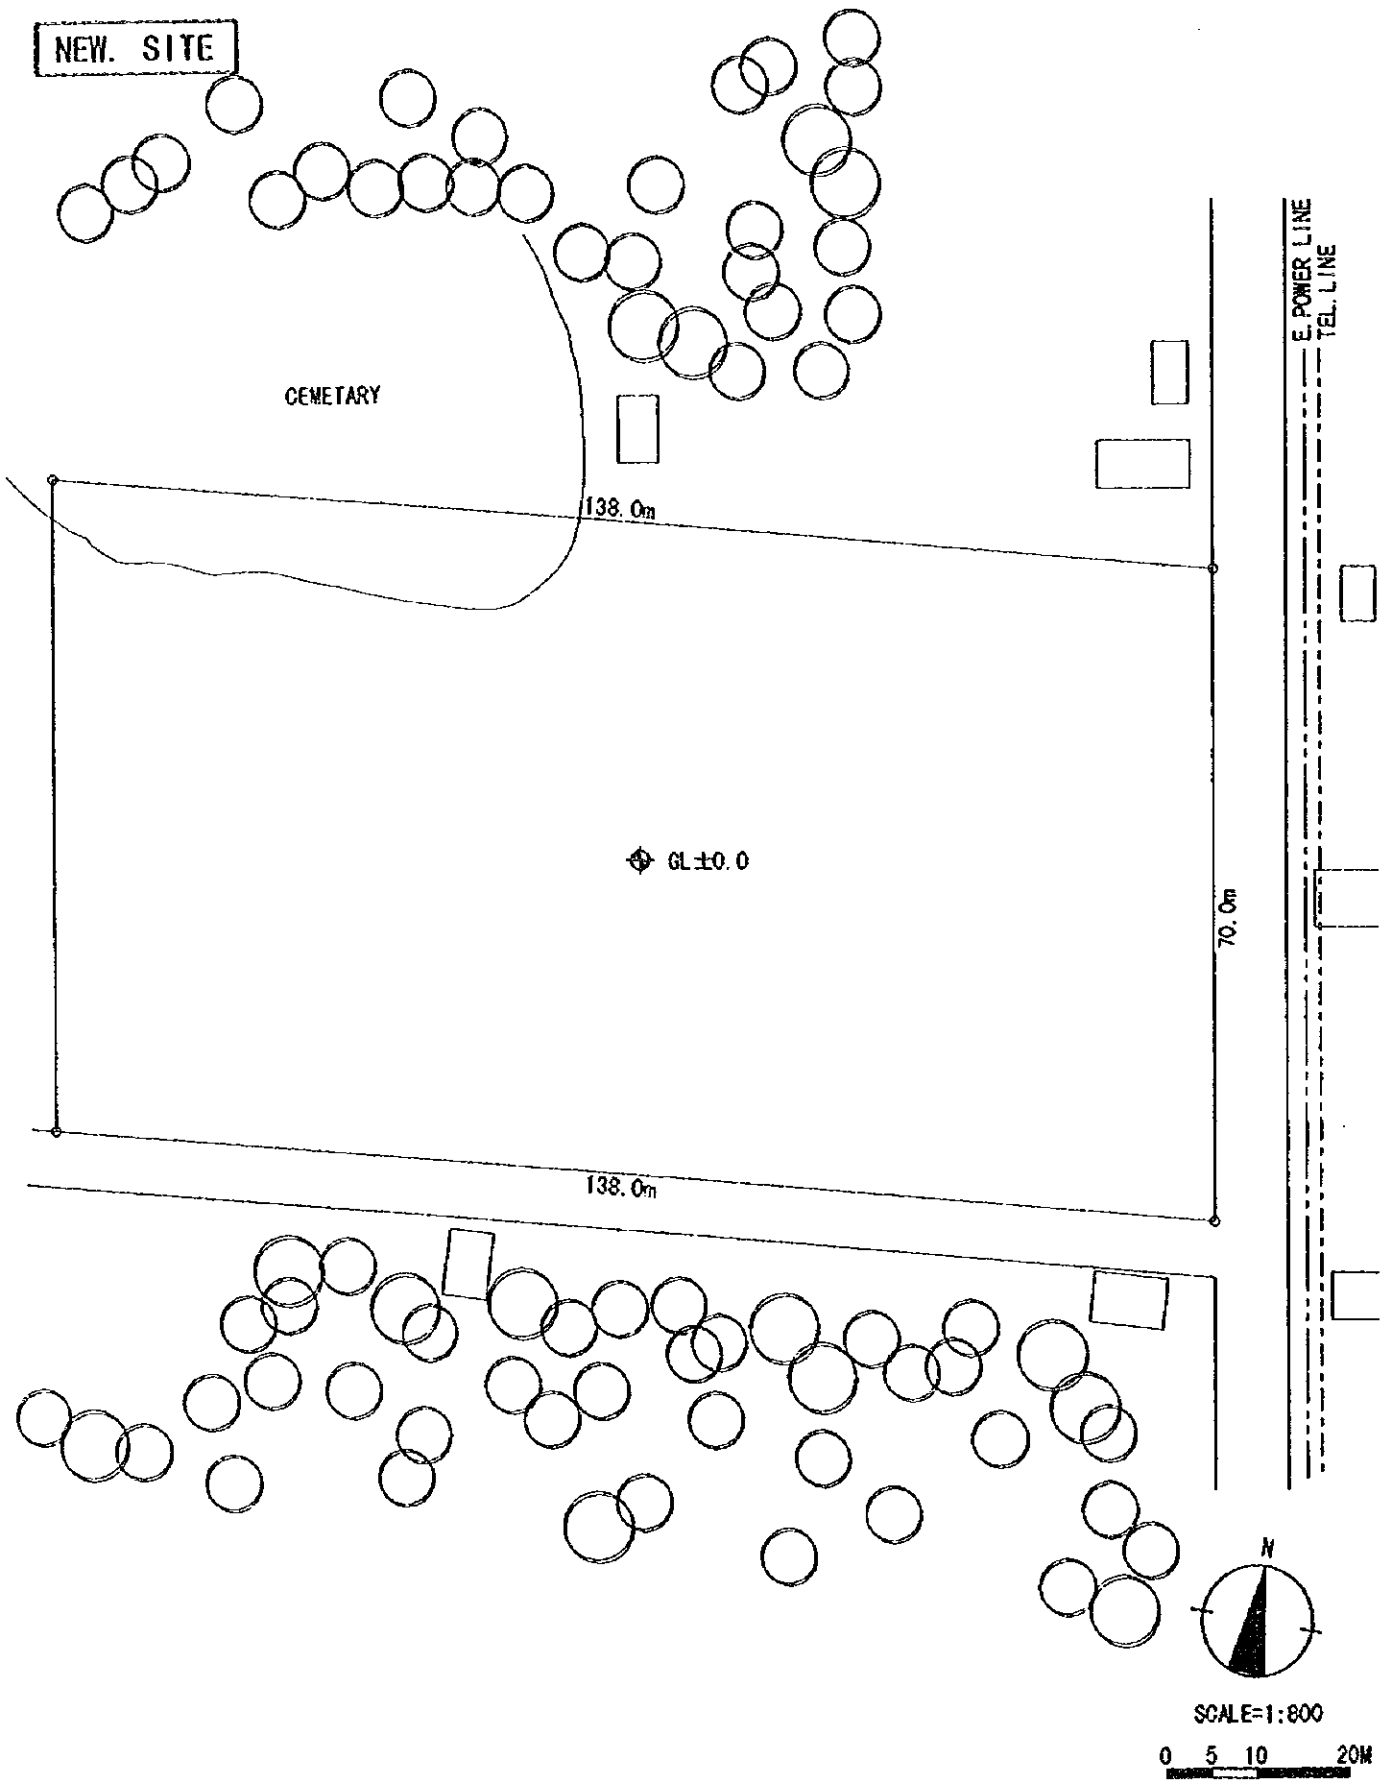 NEW. SITE
E. POWER LINE
TEL. LINE
CEMETARY
138.0m
GL±0.0
70.0m
138.0m
N
SCALE=1:800
0 5 10 20M